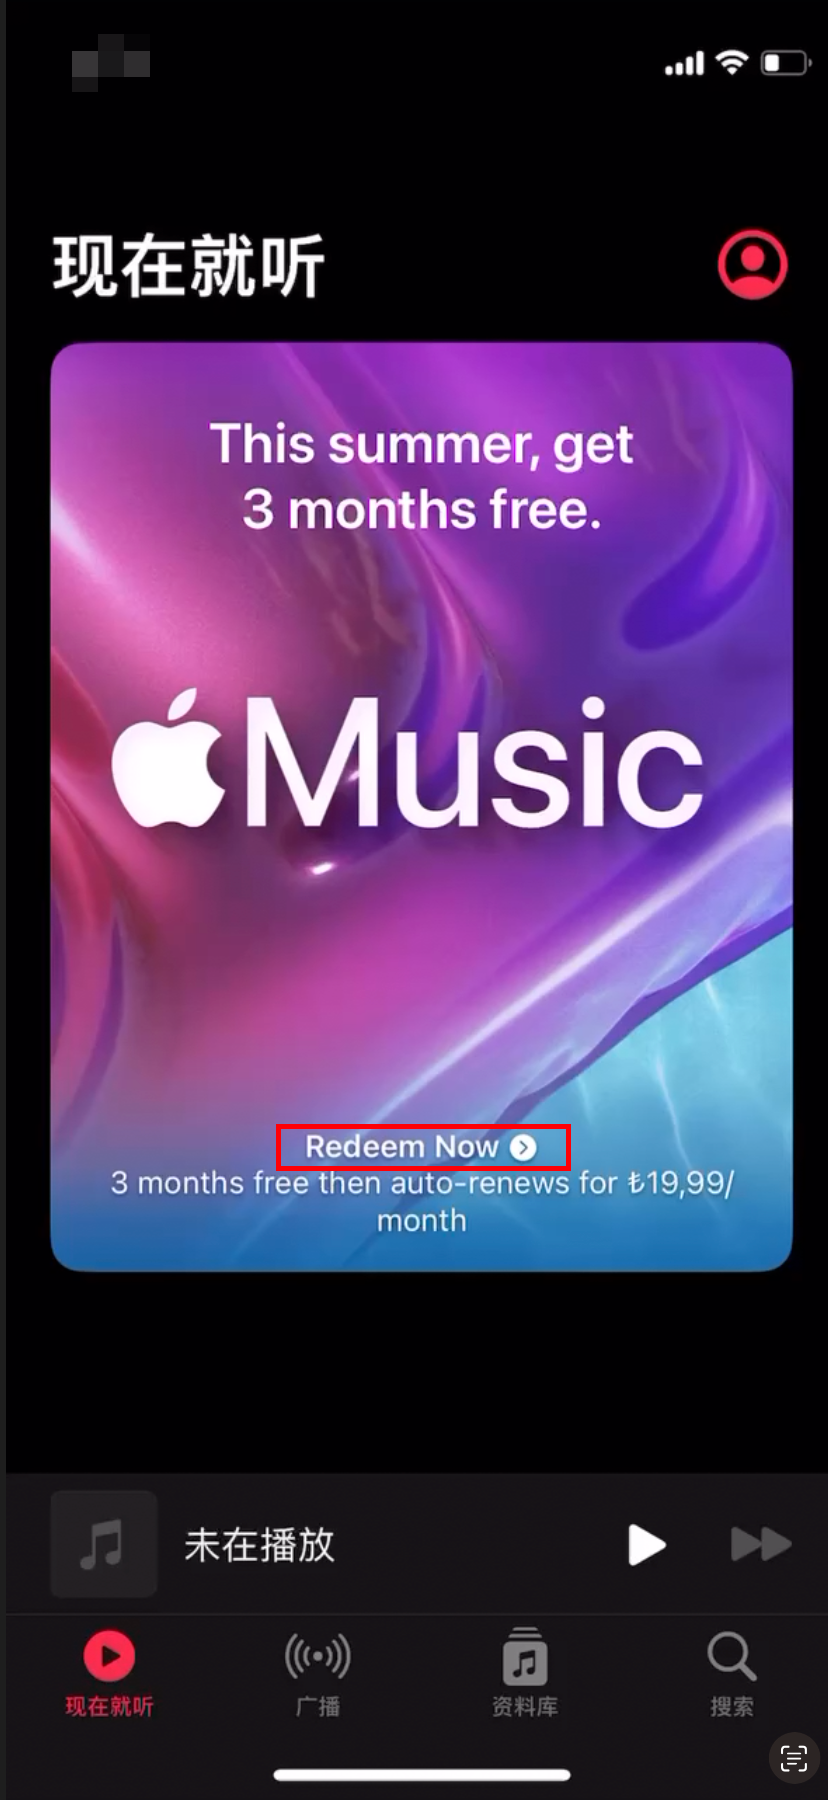 现在就听
This summer, get
3 months free.
Music
Redeem Now
3 months free then auto-renews for ₺19,99/
month
未在播放
现在就听
广播
资料库
搜索